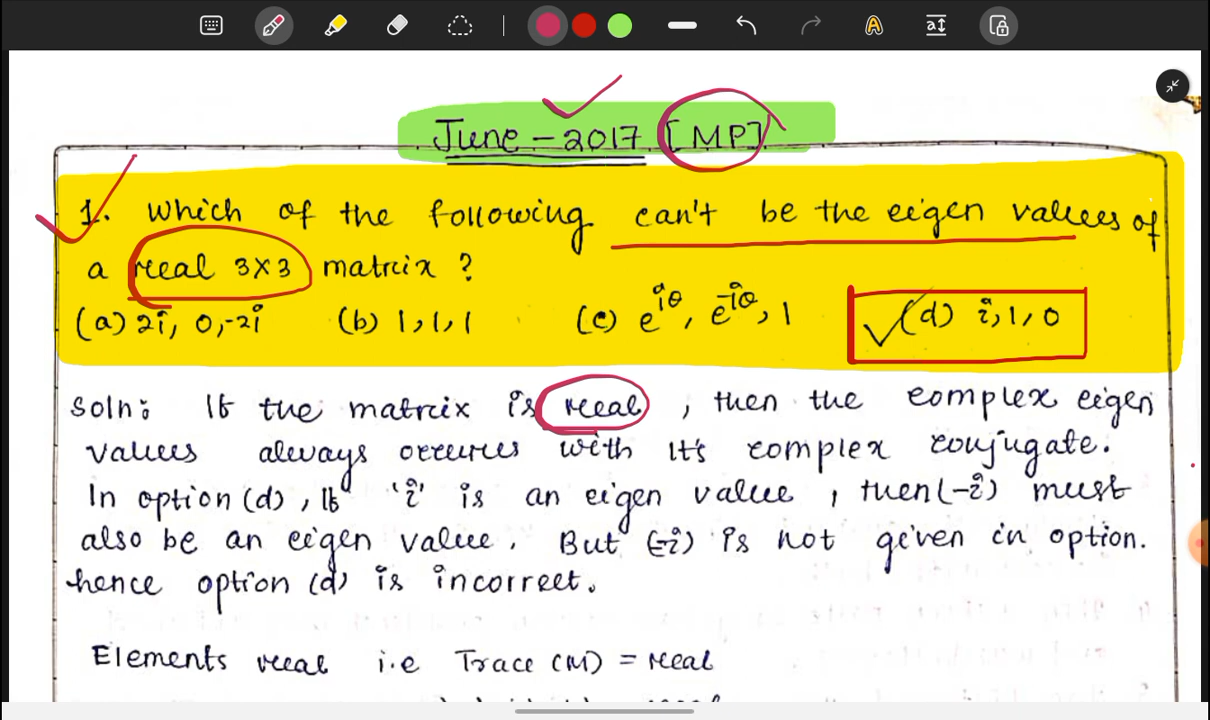 June - 2017 [MP]
1. Which of the following can't be the eigen values of
a real 3x3 matrix ?
(a) 2i, 0, -2i (b) 1, 1, 1 (c) e^{iθ}, e^{-iθ}, 1 (d) i, 1, 0
Soln: If the matrix is real , then the complex eigen
values always occures with it's complex conjugate.
In option (d) , If 'i' is an eigen value , then (-i) must
also be an eigen value. But (-i) is not given in option.
hence option (d) is incorrect.
Elements real i.e Trace (M) = real